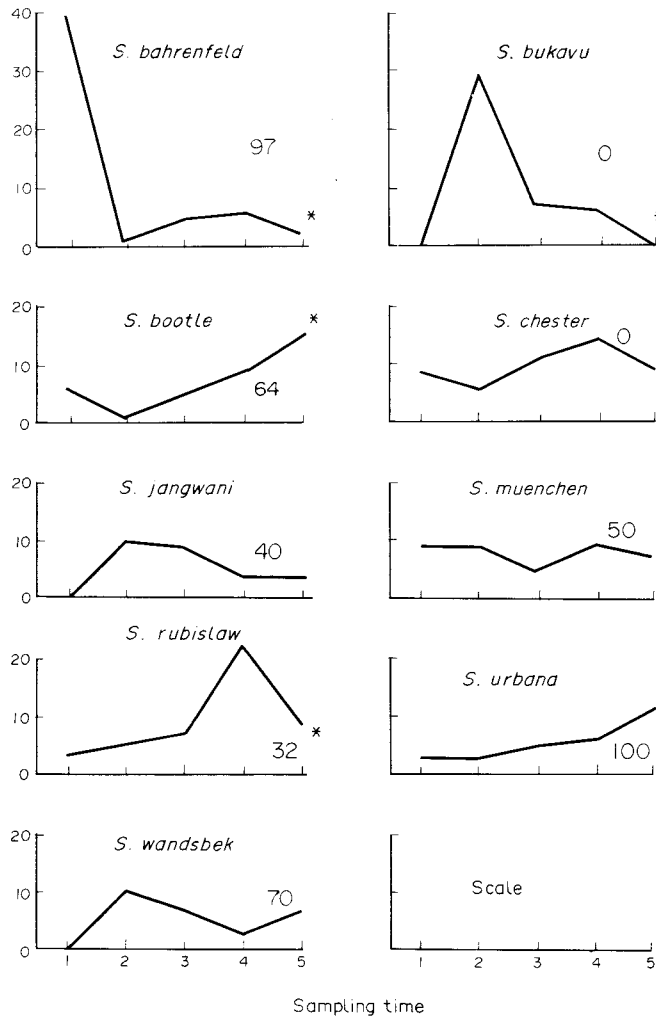 40
30
20
10
0
S. bahrenfeld
97
*
S. bukavu
0
20
10
0
S. bootle
64
*
S. chester
0
20
10
0
S. jangwani
40
S. muenchen
50
20
10
0
S. rubislaw
32
*
S. urbana
100
20
10
0
S. wandsbek
70
Scale
1 2 3 4 5
1 2 3 4 5
Sampling time